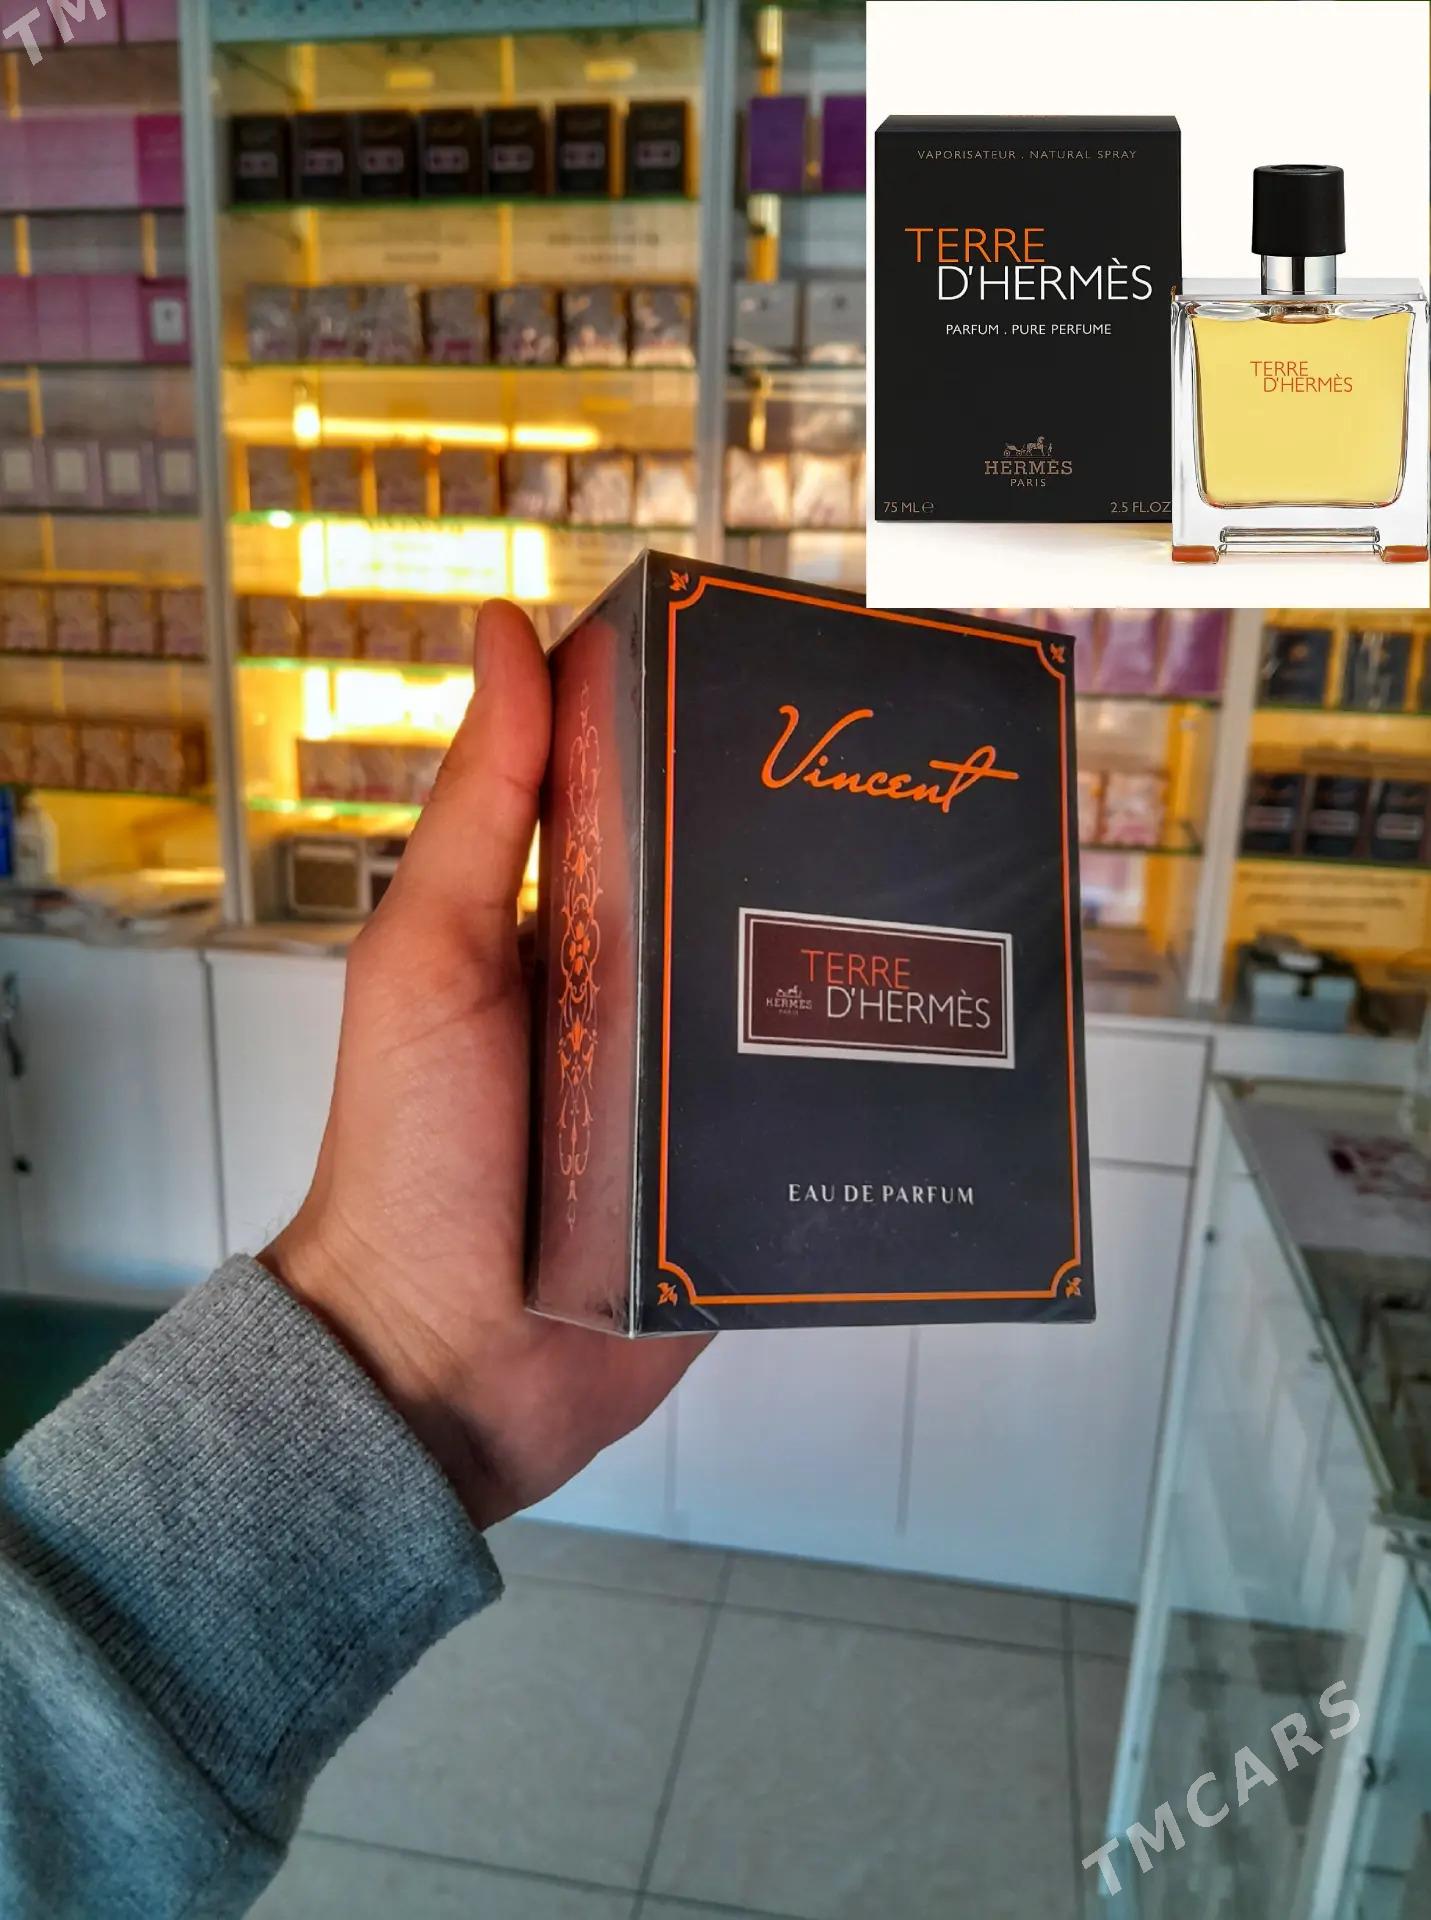 TM
VAPORISATEUR . NATURAL SPRAY
TERRE
D'HERMÈS
PARFUM . PURE PERFUME
HERMÈS
PARIS
75 ML℮
2.5 FL.OZ
TERRE
D'HERMÈS
Vincent
TERRE
D'HERMÈS
HERMÈS
PARIS
EAU DE PARFUM
TMCARS